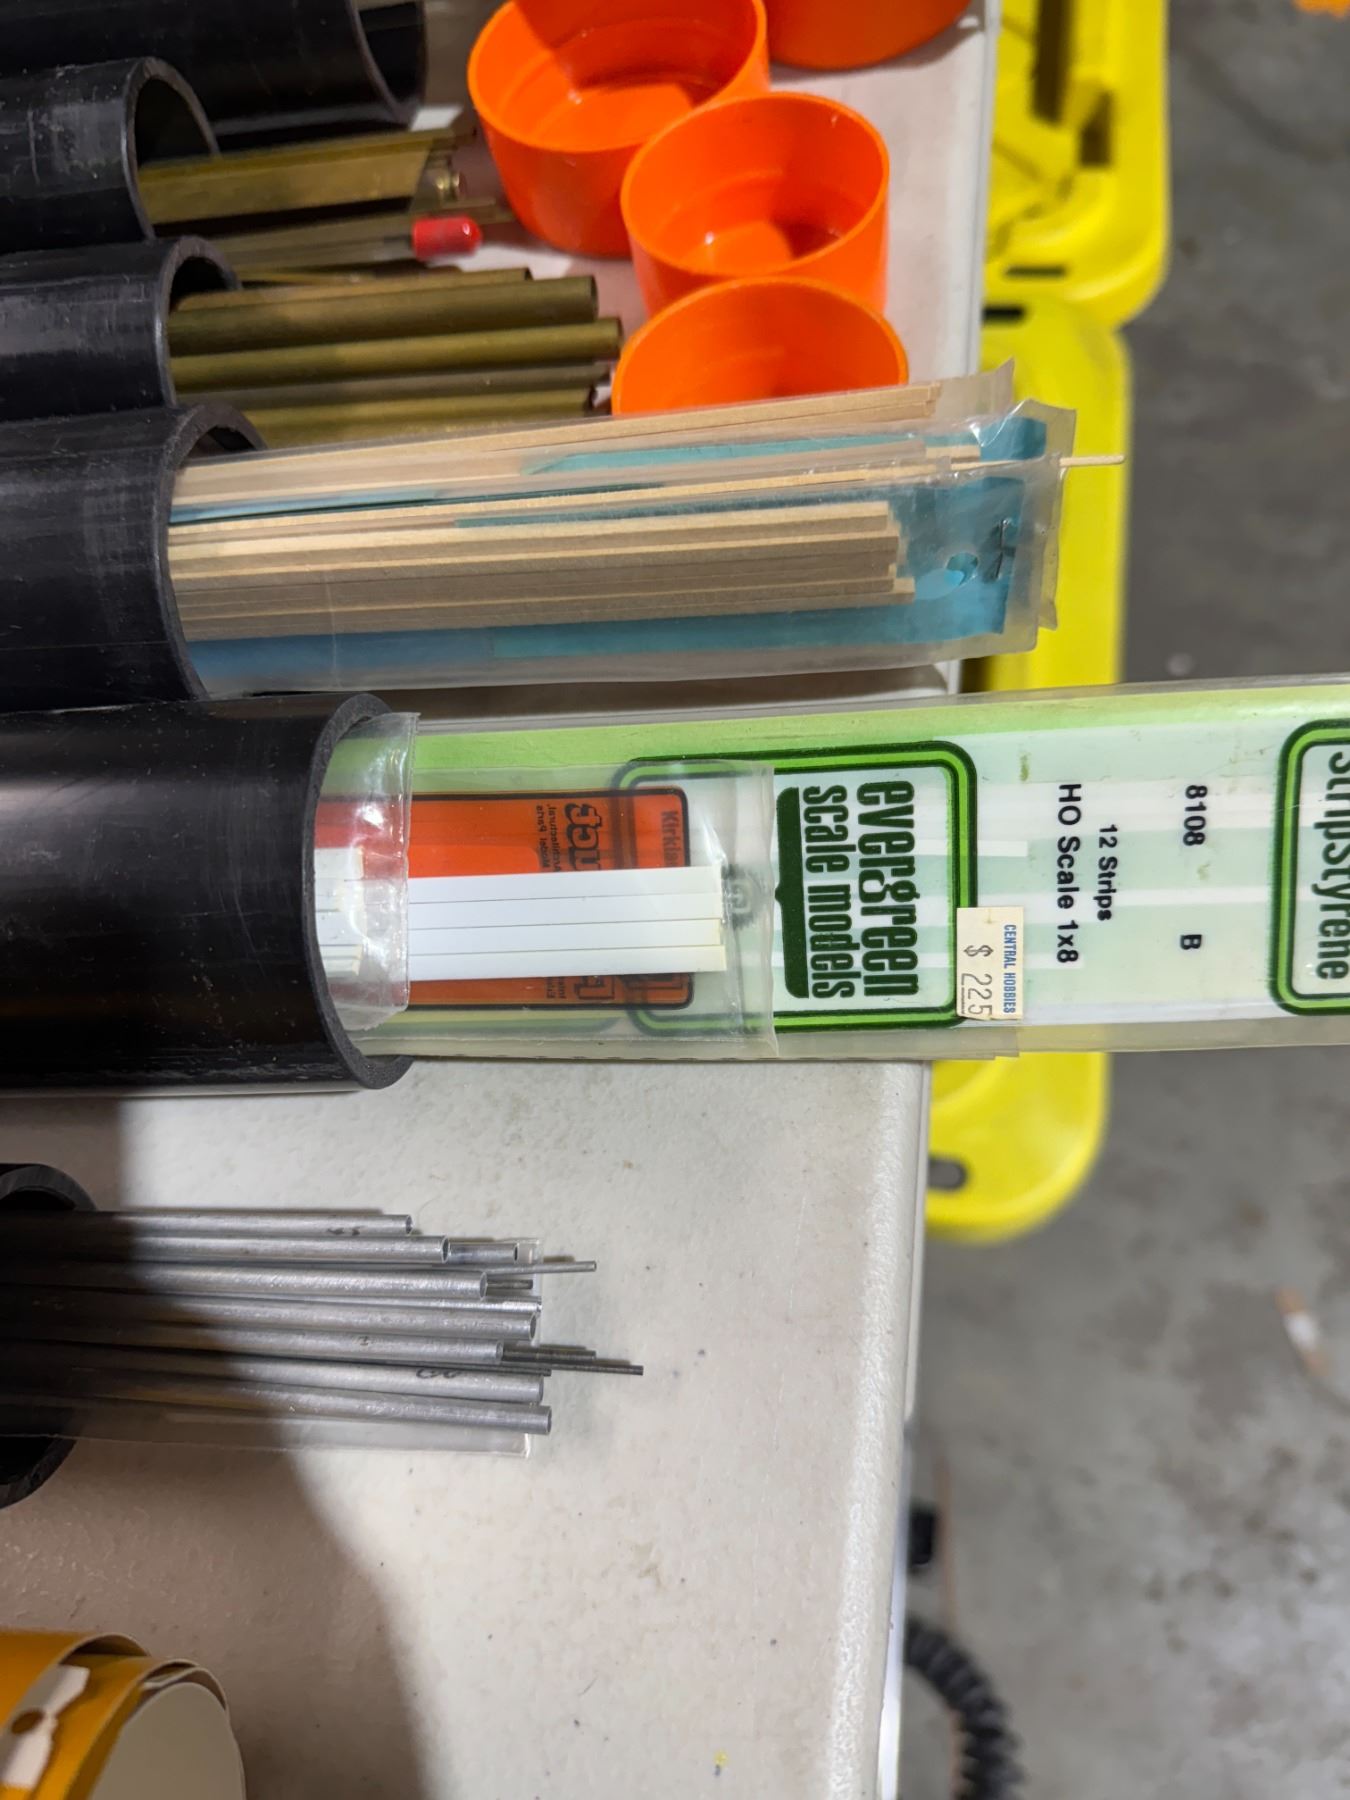 evergreen
scale models
8108 B
12 Strips
HO Scale 1x8
CENTRAL HOBBIES
$ 225
stripstyrene